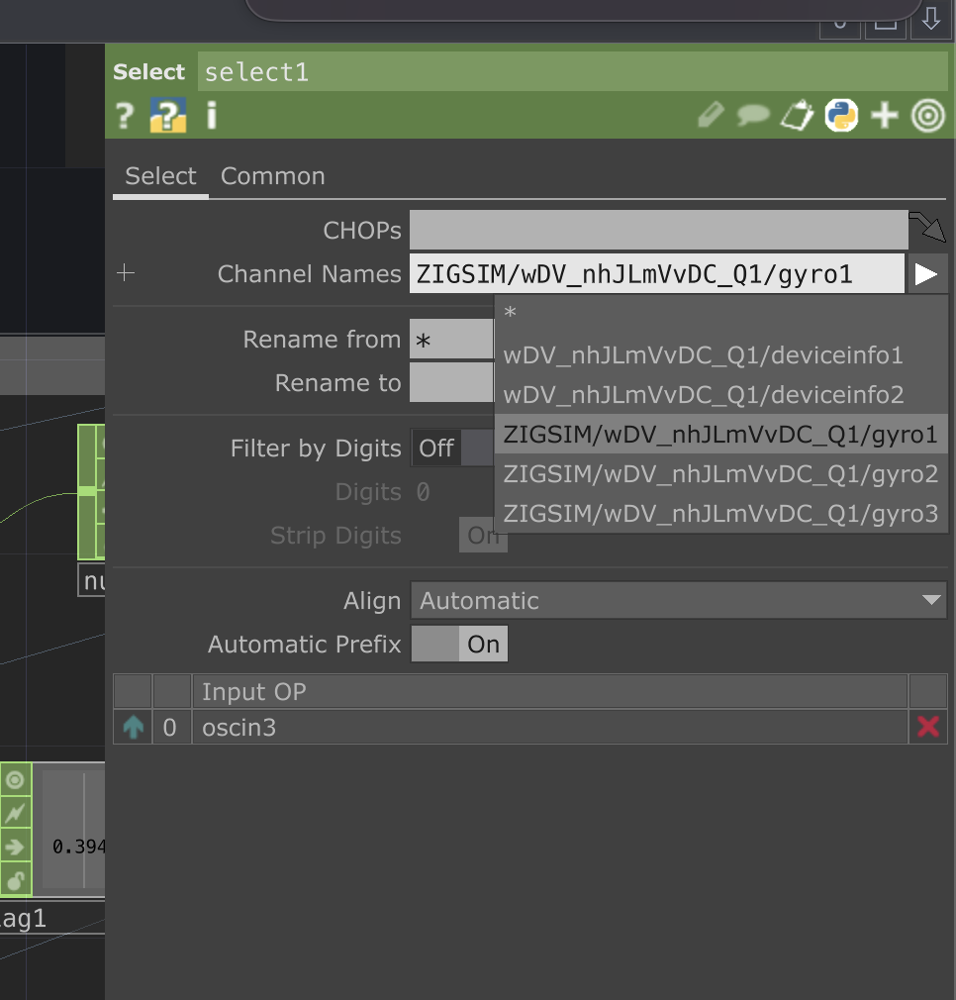 Select select1
? ? i
Select Common
CHOPs
+ Channel Names ZIGSIM/wDV_nhJLmVvDC_Q1/gyro1
*
Rename from *
wDV_nhJLmVvDC_Q1/deviceinfo1
Rename to
wDV_nhJLmVvDC_Q1/deviceinfo2
ZIGSIM/wDV_nhJLmVvDC_Q1/gyro1
Filter by Digits Off
ZIGSIM/wDV_nhJLmVvDC_Q1/gyro2
Digits 0
ZIGSIM/wDV_nhJLmVvDC_Q1/gyro3
Strip Digits On
nu
Align Automatic
Automatic Prefix On
Input OP
0 oscin3
0.394
ag1